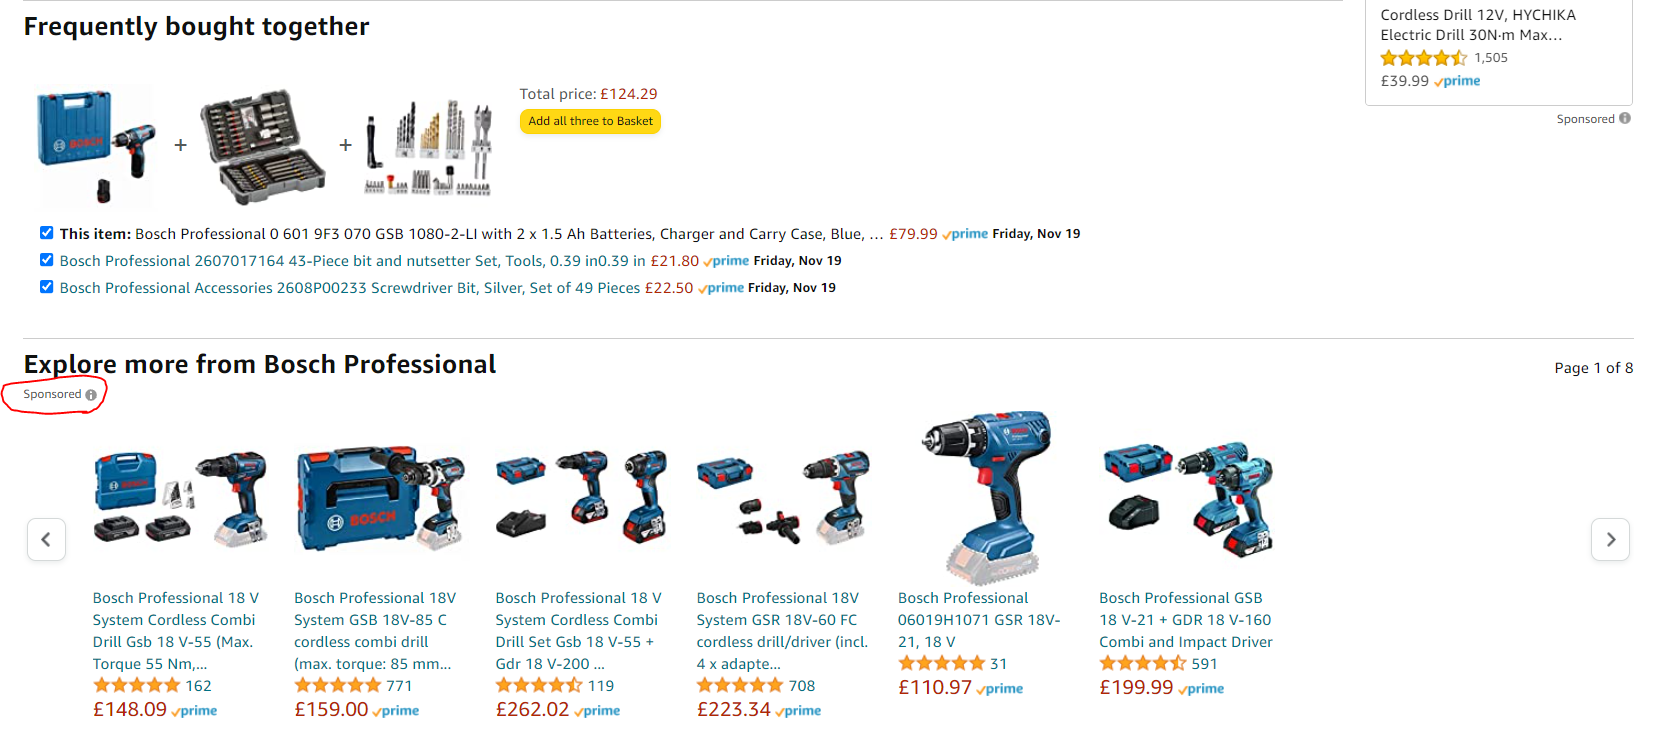 Frequently bought together
Cordless Drill 12V, HYCHIKA
Electric Drill 30N·m Max...
1,505
£39.99 prime
Sponsored
BOSCH
+
+
Total price: £124.29
Add all three to Basket
This item: Bosch Professional 0 601 9F3 070 GSB 1080-2-LI with 2 x 1.5 Ah Batteries, Charger and Carry Case, Blue, ... £79.99 prime Friday, Nov 19
Bosch Professional 2607017164 43-Piece bit and nutsetter Set, Tools, 0.39 in0.39 in £21.80 prime Friday, Nov 19
Bosch Professional Accessories 2608P00233 Screwdriver Bit, Silver, Set of 49 Pieces £22.50 prime Friday, Nov 19
Explore more from Bosch Professional
Page 1 of 8
Sponsored
BOSCH
BOSCH
Bosch Professional 18 V
System Cordless Combi
Drill Gsb 18 V-55 (Max.
Torque 55 Nm,...
162
£148.09 prime
Bosch Professional 18V
System GSB 18V-85 C
cordless combi drill
(max. torque: 85 mm...
771
£159.00 prime
Bosch Professional 18 V
System Cordless Combi
Drill Set Gsb 18 V-55 +
Gdr 18 V-200 ...
119
£262.02 prime
Bosch Professional 18V
System GSR 18V-60 FC
cordless drill/driver (incl.
4 x adapte...
708
£223.34 prime
Bosch Professional
06019H1071 GSR 18V-
21, 18 V
31
£110.97 prime
Bosch Professional GSB
18 V-21 + GDR 18 V-160
Combi and Impact Driver
591
£199.99 prime